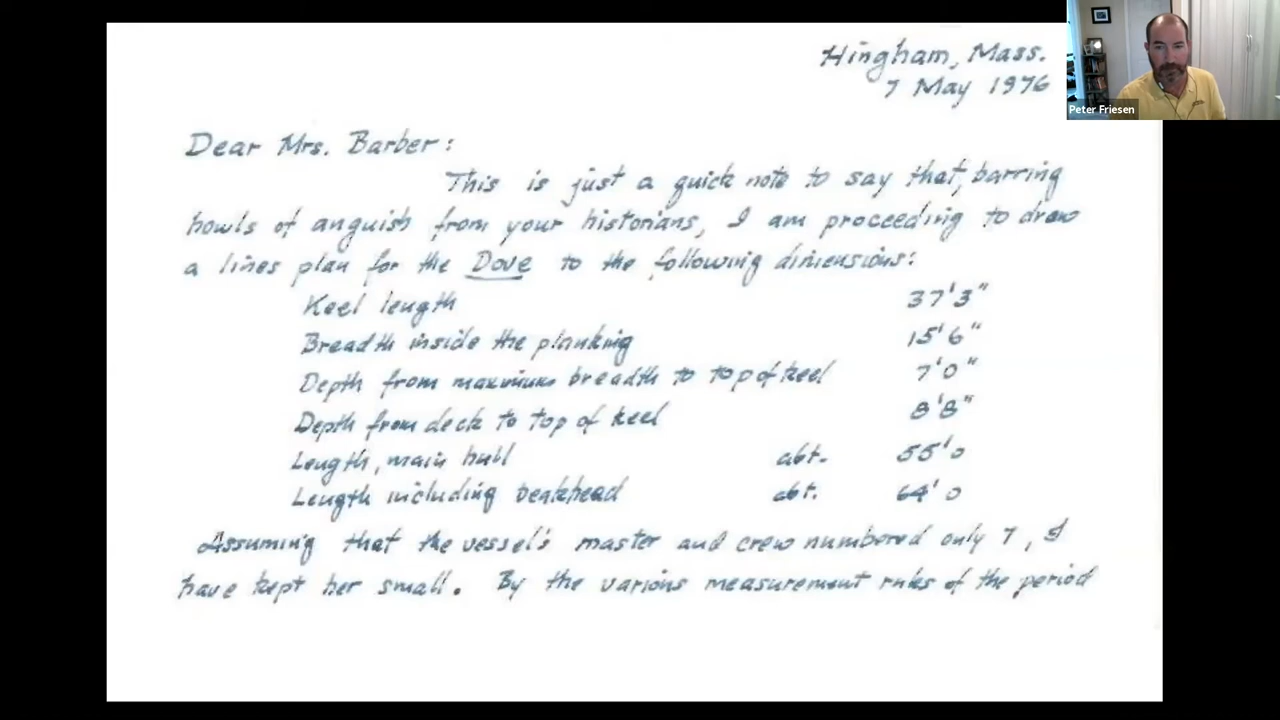 Hingham, Mass.
7 May 1976
Peter Friesen
Dear Mrs. Barber:
This is just a quick note to say that, barring
howls of anguish from your historians, I am proceeding to draw
a lines plan for the Dove to the following dimensions:
Keel length 37'3"
Breadth inside the planking 15'6"
Depth from maximum breadth to top of keel 7'0"
Depth from deck to top of keel 8'8"
Length, main hull abt. 55'0
Length including beakhead abt. 64'0
Assuming that the vessel's master and crew numbered only 7, I
have kept her small. By the various measurement rules of the period